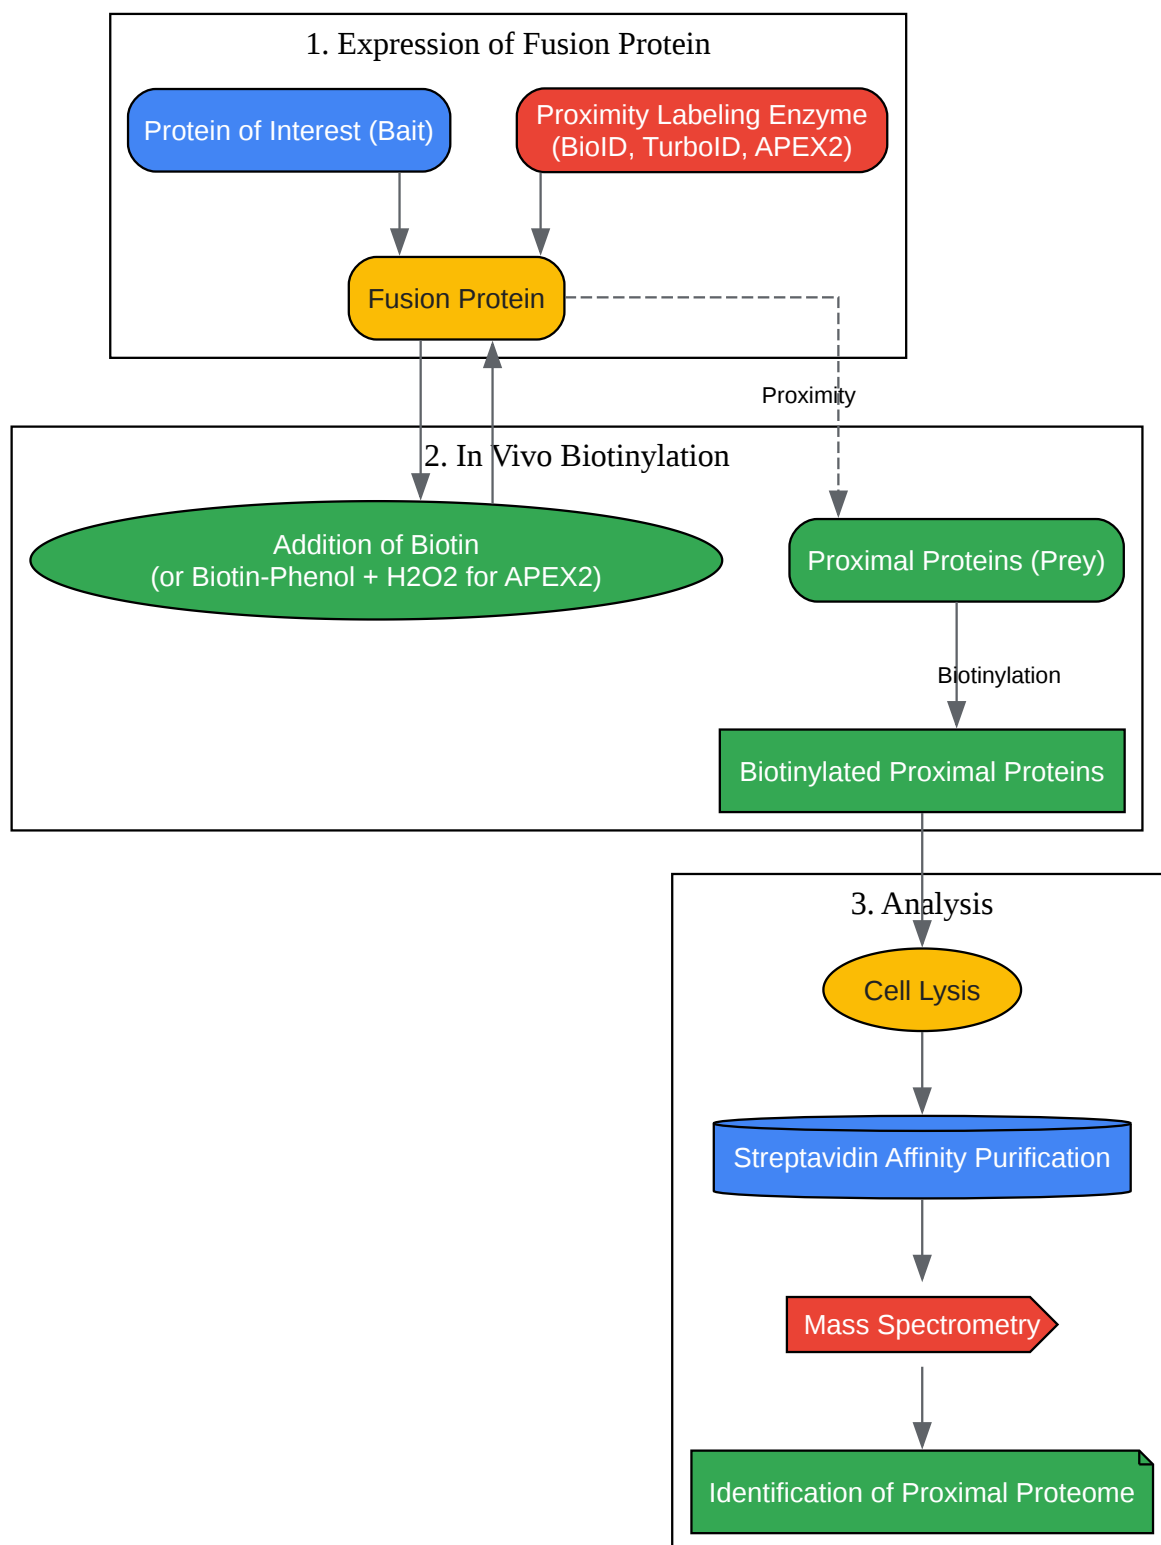 1. Expression of Fusion Protein
Protein of Interest (Bait)
Proximity Labeling Enzyme
(BioID, TurboID, APEX2)
Fusion Protein
Proximity
2. In Vivo Biotinylation
Addition of Biotin
(or Biotin-Phenol + H2O2 for APEX2)
Proximal Proteins (Prey)
Biotinylation
Biotinylated Proximal Proteins
3. Analysis
Cell Lysis
Streptavidin Affinity Purification
Mass Spectrometry
Identification of Proximal Proteome